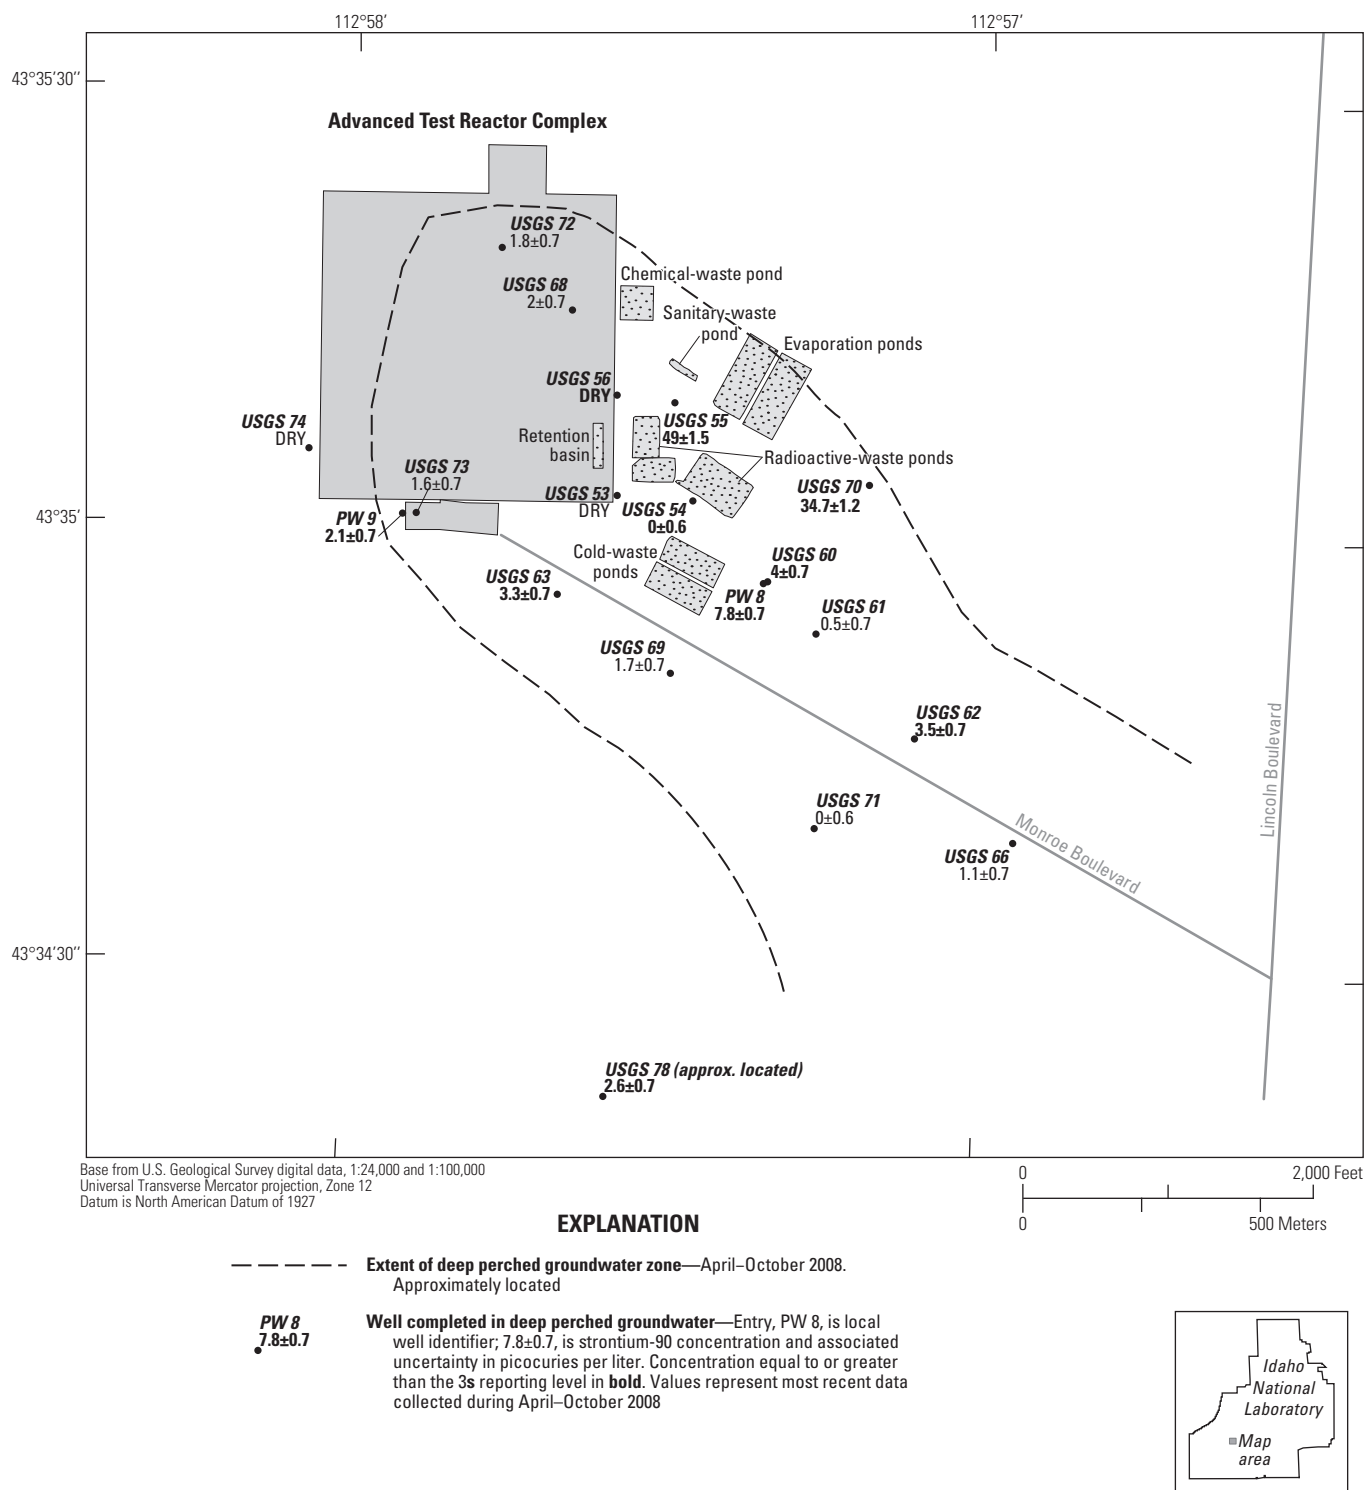 112°58'
112°57'
43°35'30"
Advanced Test Reactor Complex
USGS 72
1.8±0.7
Chemical-waste pond
USGS 68
2±0.7
Sanitary-waste
pond
Evaporation ponds
USGS 56
DRY
USGS 74
DRY
USGS 55
49±1.5
Retention
basin
Radioactive-waste ponds
USGS 73
1.6±0.7
USGS 70
34.7±1.2
USGS 53
DRY
USGS 54
0±0.6
43°35'
PW 9
2.1±0.7
Cold-waste
ponds
USGS 60
4±0.7
USGS 63
3.3±0.7
PW 8
7.8±0.7
USGS 61
0.5±0.7
USGS 69
1.7±0.7
USGS 62
3.5±0.7
Lincoln Boulevard
USGS 71
0±0.6
Monroe Boulevard
USGS 66
1.1±0.7
43°34'30"
USGS 78 (approx. located)
2.6±0.7
Base from U.S. Geological Survey digital data, 1:24,000 and 1:100,000
Universal Transverse Mercator projection, Zone 12
Datum is North American Datum of 1927
0 2,000 Feet
0 500 Meters
EXPLANATION
Extent of deep perched groundwater zone—April–October 2008.
Approximately located
PW 8
7.8±0.7
Well completed in deep perched groundwater—Entry, PW 8, is local
well identifier; 7.8±0.7, is strontium-90 concentration and associated
uncertainty in picocuries per liter. Concentration equal to or greater
than the 3s reporting level in bold. Values represent most recent data
collected during April–October 2008
Idaho
National
Laboratory
Map
area